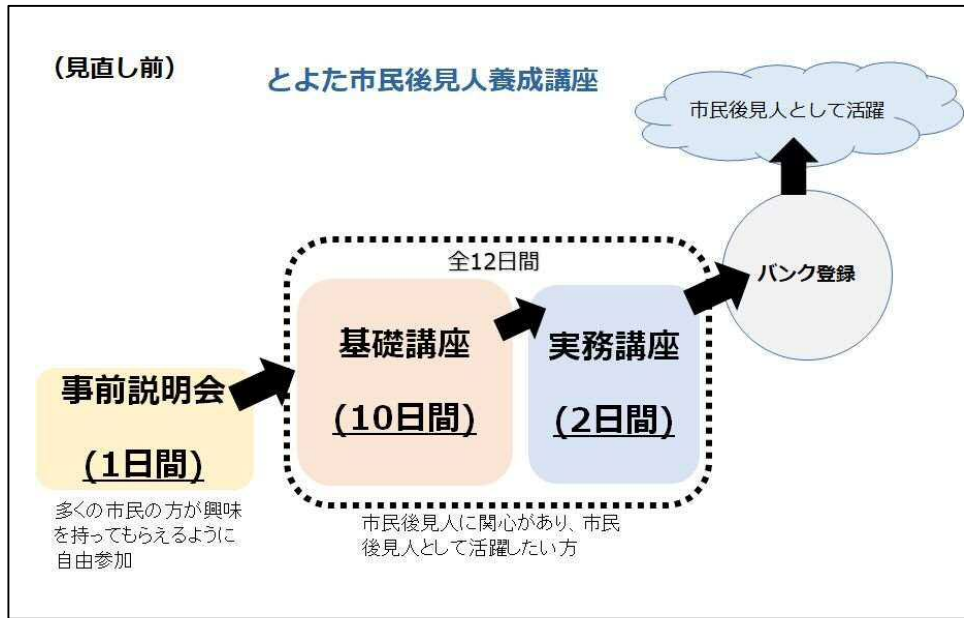 (見直し前)
とよた市民後見人養成講座
市民後見人として活躍
バンク登録
全12日間
基礎講座
(10日間)
実務講座
(2日間)
事前説明会
(1日間)
多くの市民の方が興味
を持ってもらえるように
自由参加
市民後見人に関心があり、市民
後見人として活躍したい方